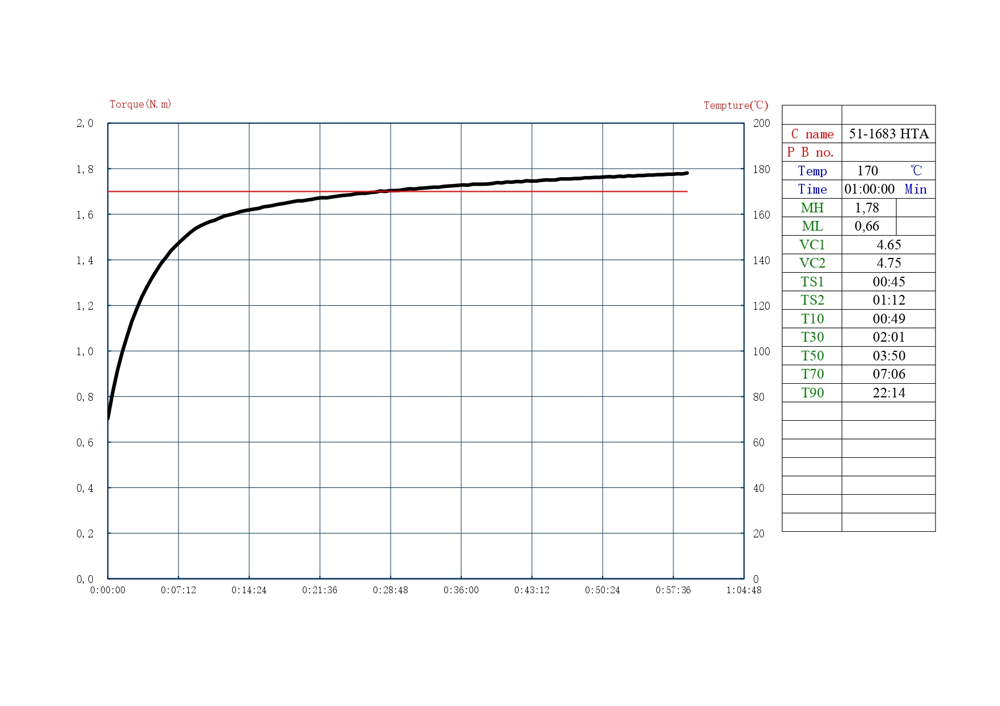 Torque(N.m)
Tempture(℃)
2,0
1,8
1,6
1,4
1,2
1,0
0,8
0,6
0,4
0,2
0,0
200
180
160
140
120
100
80
60
40
20
0
0:00:00 0:07:12 0:14:24 0:21:36 0:28:48 0:36:00 0:43:12 0:50:24 0:57:36 1:04:48
C name 51-1683 HTA
P B no.
Temp 170 ℃
Time 01:00:00 Min
MH 1,78
ML 0,66
VC1 4.65
VC2 4.75
TS1 00:45
TS2 01:12
T10 00:49
T30 02:01
T50 03:50
T70 07:06
T90 22:14